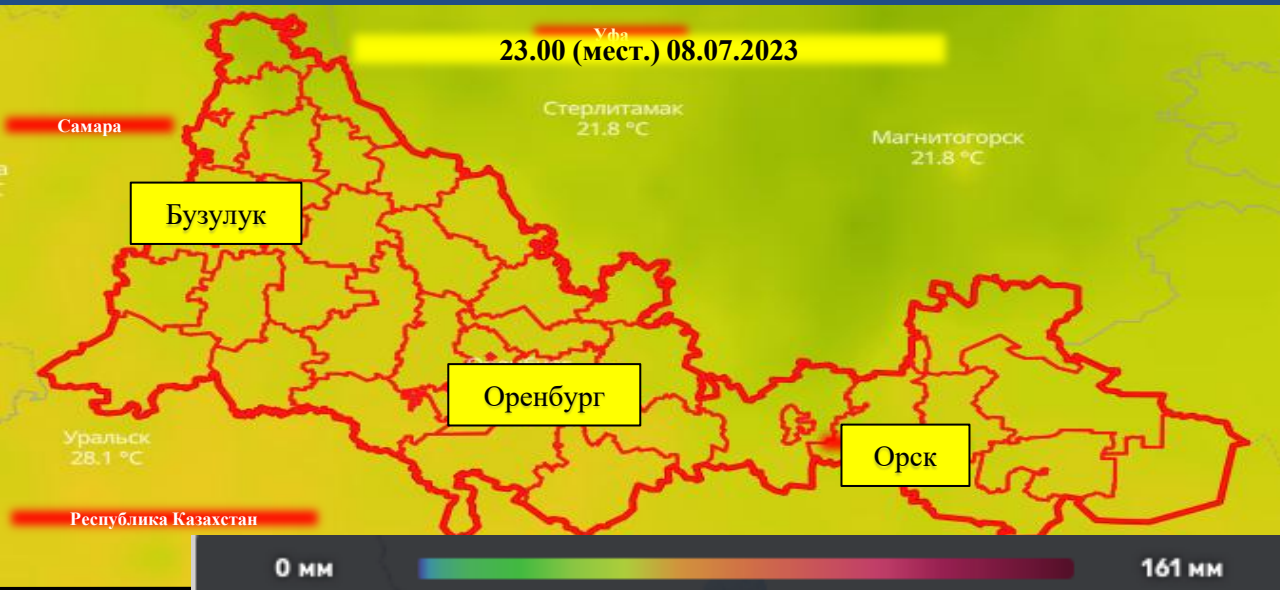 Уфа
23.00 (мест.) 08.07.2023
Стерлитамак
21.8 °C
Самара
Магнитогорск
21.8 °C
Бузулук
Оренбург
Уральск
28.1 °C
Орск
Республика Казахстан
0 мм
161 мм